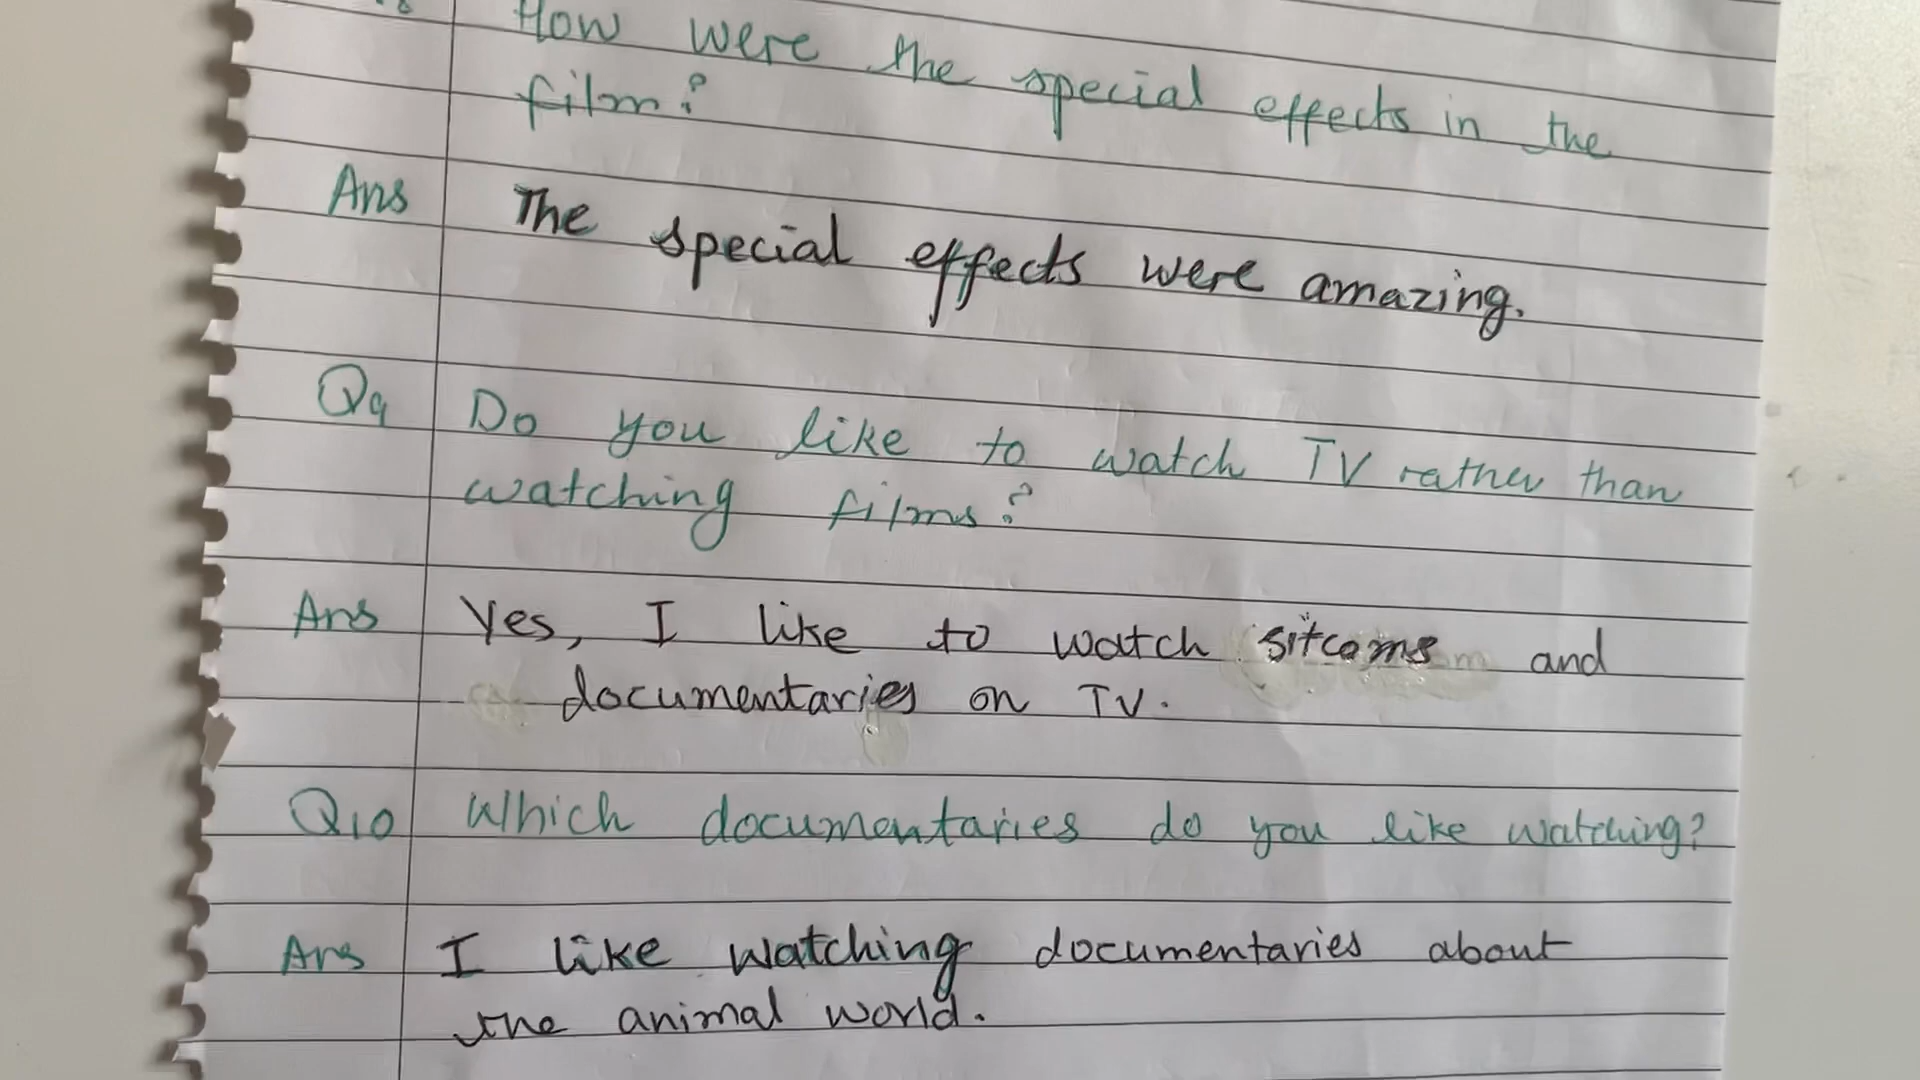 How were the special effects in the
film?
Ans The special effects were amazing.
Q9 Do you like to watch TV rather than
watching films?
Ans Yes, I like to watch sitcoms and
documentaries on TV.
Q10 Which documentaries do you like watching?
Ans I like watching documentaries about
the animal world.